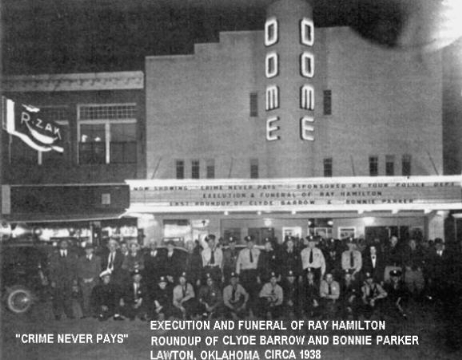 DOME
DOME
R-ZAK
NOW SHOWING "CRIME NEVER PAYS" SPONSORED BY YOUR POLICE DEPT.
EXECUTION & FUNERAL OF RAY HAMILTON
ROUNDUP OF CLYDE BARROW & BONNIE PARKER
"CRIME NEVER PAYS"
EXECUTION AND FUNERAL OF RAY HAMILTON
ROUNDUP OF CLYDE BARROW AND BONNIE PARKER
LAWTON, OKLAHOMA CIRCA 1938